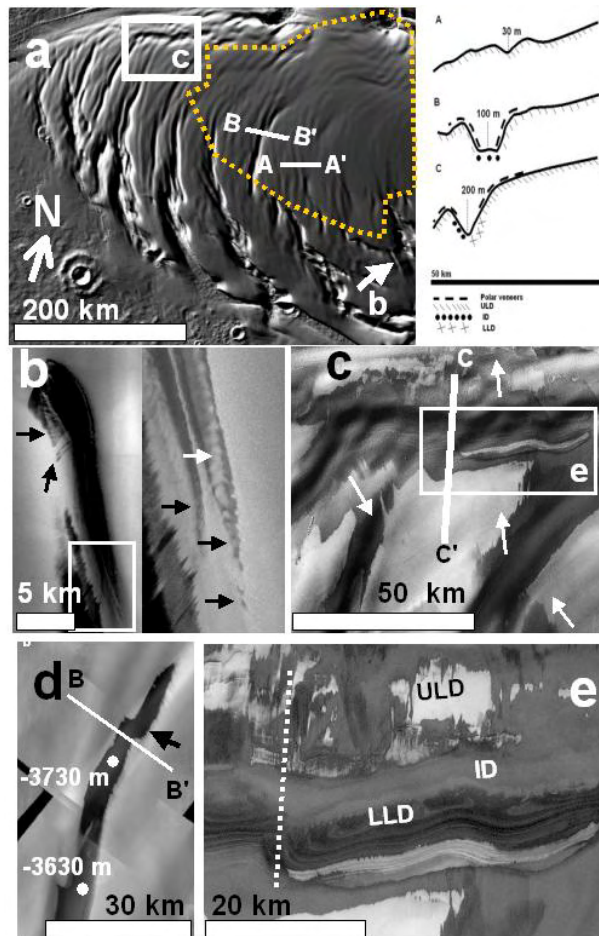 a
c
B
B'
A
A'
N
b
200 km
A
30 m
B
100 m
C
200 m
50 km
Polar veneers
ULD
ID
LLD
b
5 km
c
C
e
C'
50 km
d
B
-3730 m
B'
-3630 m
30 km
e
ULD
ID
LLD
20 km